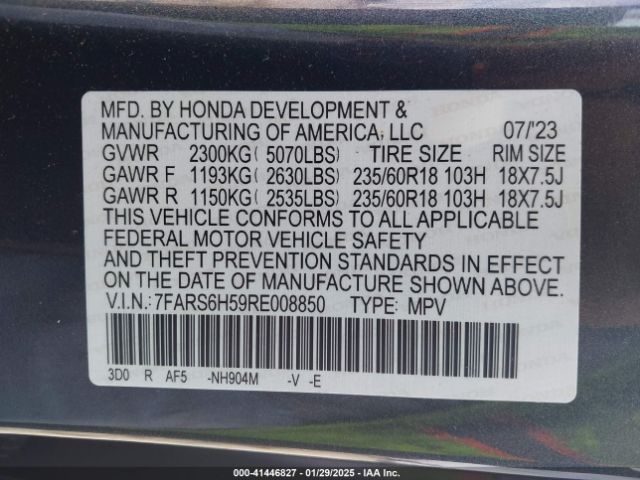 MFD. BY HONDA DEVELOPMENT &
MANUFACTURING OF AMERICA, LLC 07/'23
GVWR 2300KG( 5070LBS) TIRE SIZE RIM SIZE
GAWR F 1193KG( 2630LBS) 235/60R18 103H 18X7.5J
GAWR R 1150KG( 2535LBS) 235/60R18 103H 18X7.5J
THIS VEHICLE CONFORMS TO ALL APPLICABLE
FEDERAL MOTOR VEHICLE SAFETY
AND THEFT PREVENTION STANDARDS IN EFFECT
ON THE DATE OF MANUFACTURE SHOWN ABOVE.
V.I.N.:7FARS6H59RE008850 TYPE: MPV
3D0 R AF5 -NH904M -V -E
000-41446827 - 01/29/2025 - IAAI.COM